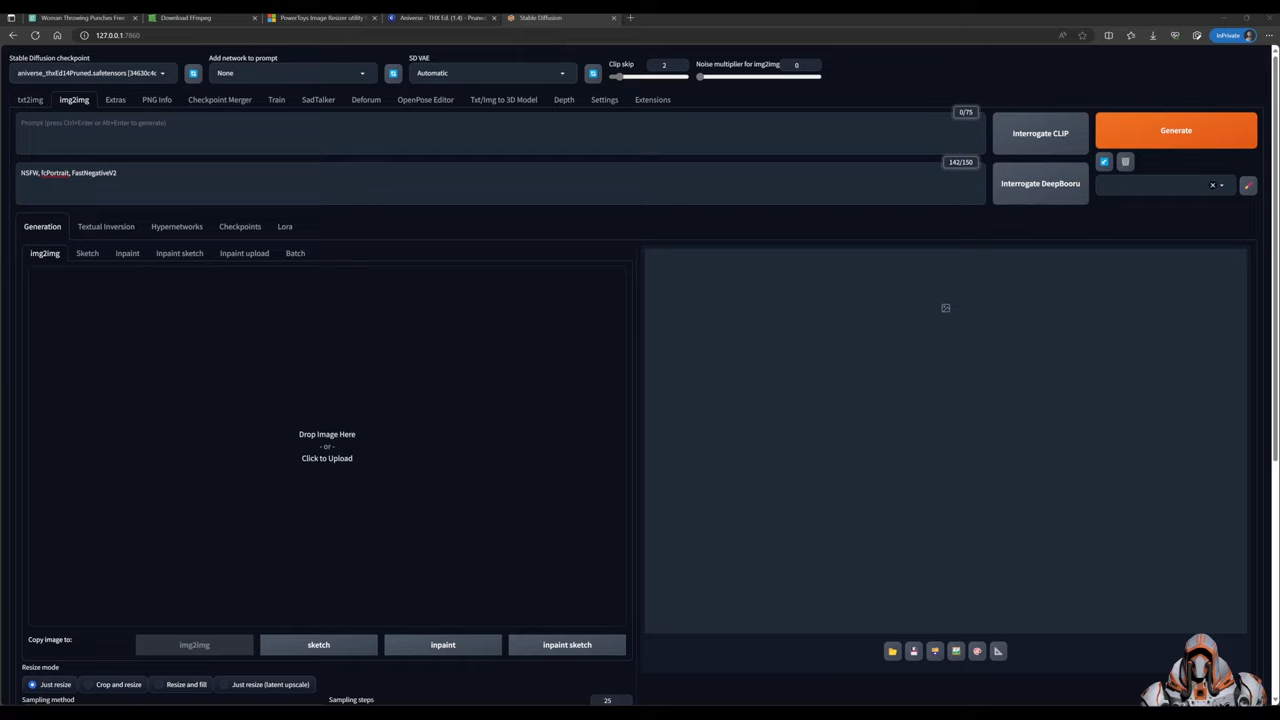 Woman Throwing Punches Free
Download FFmpeg
PowerToys Image Resizer utility
Aniverse - THX Ed. (1.4) - Pruned
Stable Diffusion
127.0.0.1:7860
InPrivate
Stable Diffusion checkpoint
Add network to prompt
SD VAE
Clip skip
2
Noise multiplier for img2img
0
aniverse_thxEd14Pruned.safetensors [34630c4c
None
Automatic
txt2img
img2img
Extras
PNG Info
Checkpoint Merger
Train
SadTalker
Deforum
OpenPose Editor
Txt/Img to 3D Model
Depth
Settings
Extensions
Prompt (press Ctrl+Enter or Alt+Enter to generate)
0/75
Interrogate CLIP
Generate
NSFW, fcPortrait, FastNegativeV2
142/150
Interrogate DeepBooru
Generation
Textual Inversion
Hypernetworks
Checkpoints
Lora
img2img
Sketch
Inpaint
Inpaint sketch
Inpaint upload
Batch
Drop Image Here
- or -
Click to Upload
Copy image to:
img2img
sketch
inpaint
inpaint sketch
Resize mode
Just resize
Crop and resize
Resize and fill
Just resize (latent upscale)
Sampling method
Sampling steps
25